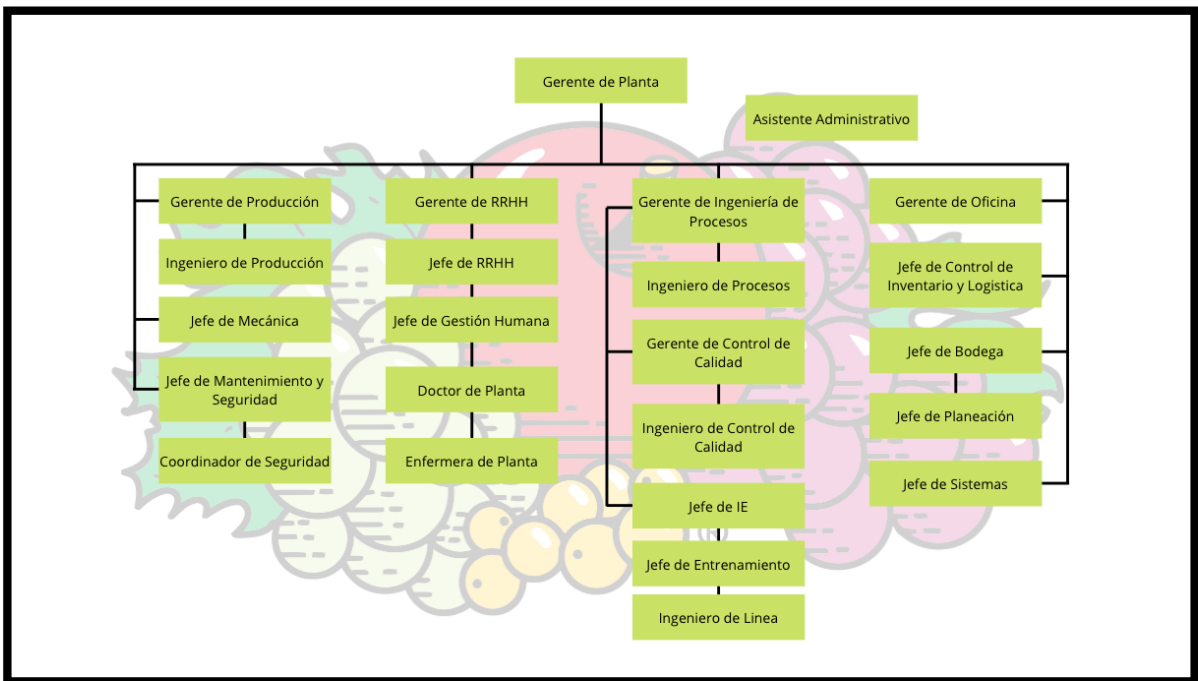 Gerente de Planta
Asistente Administrativo
Gerente de Producción
Ingeniero de Producción
Jefe de Mecánica
Jefe de Mantenimiento y
Seguridad
Coordinador de Seguridad
Gerente de RRHH
Jefe de RRHH
Jefe de Gestión Humana
Doctor de Planta
Enfermera de Planta
Gerente de Ingeniería de
Procesos
Ingeniero de Procesos
Gerente de Control de
Calidad
Ingeniero de Control de
Calidad
Jefe de IE
Jefe de Entrenamiento
Ingeniero de Linea
Gerente de Oficina
Jefe de Control de
Inventario y Logistica
Jefe de Bodega
Jefe de Planeación
Jefe de Sistemas
®